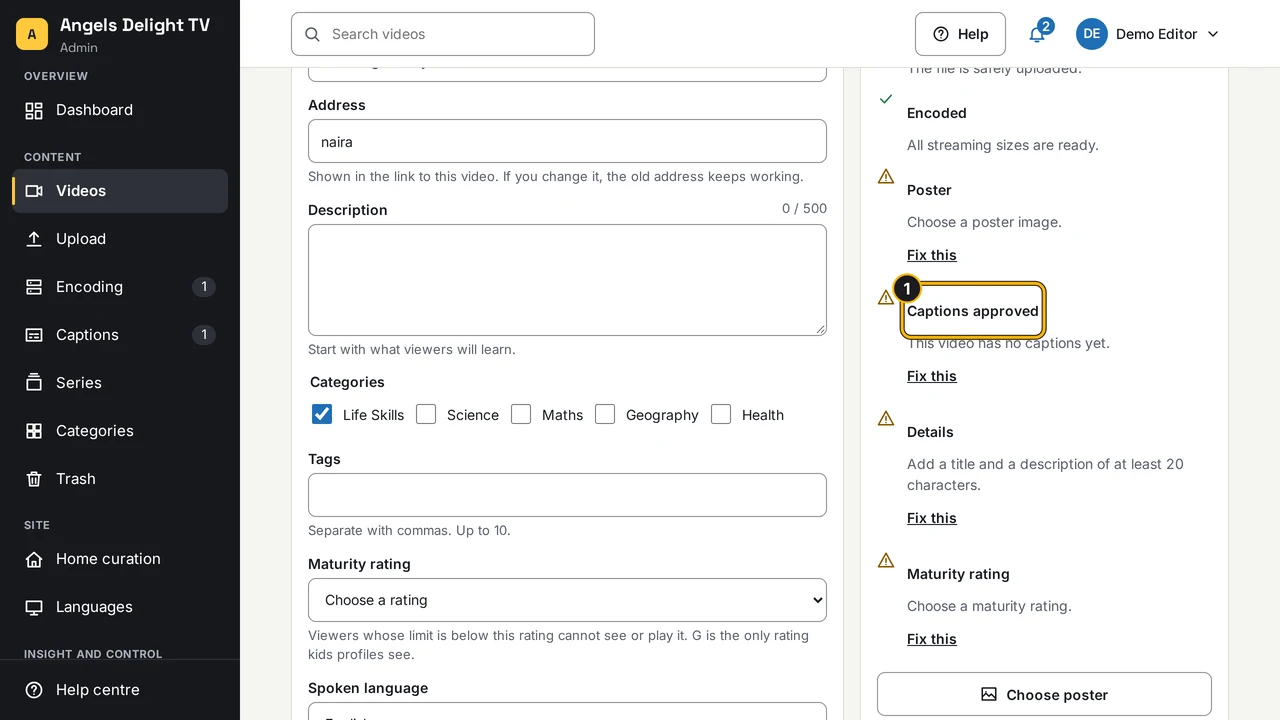 A
Angels Delight TV
Admin
OVERVIEW
Dashboard
CONTENT
Videos
Upload
Encoding 1
Captions 1
Series
Categories
Trash
SITE
Home curation
Languages
INSIGHT AND CONTROL
Help centre
Search videos
Help
2
DE
Demo Editor
Address
naira
Shown in the link to this video. If you change it, the old address keeps working.
Description
0 / 500
Start with what viewers will learn.
Categories
Life Skills Science Maths Geography Health
Tags
Separate with commas. Up to 10.
Maturity rating
Choose a rating
Viewers whose limit is below this rating cannot see or play it. G is the only rating
kids profiles see.
Spoken language
The file is safely uploaded.
Encoded
All streaming sizes are ready.
Poster
Choose a poster image.
Fix this
1
Captions approved
This video has no captions yet.
Fix this
Details
Add a title and a description of at least 20
characters.
Fix this
Maturity rating
Choose a maturity rating.
Fix this
Choose poster